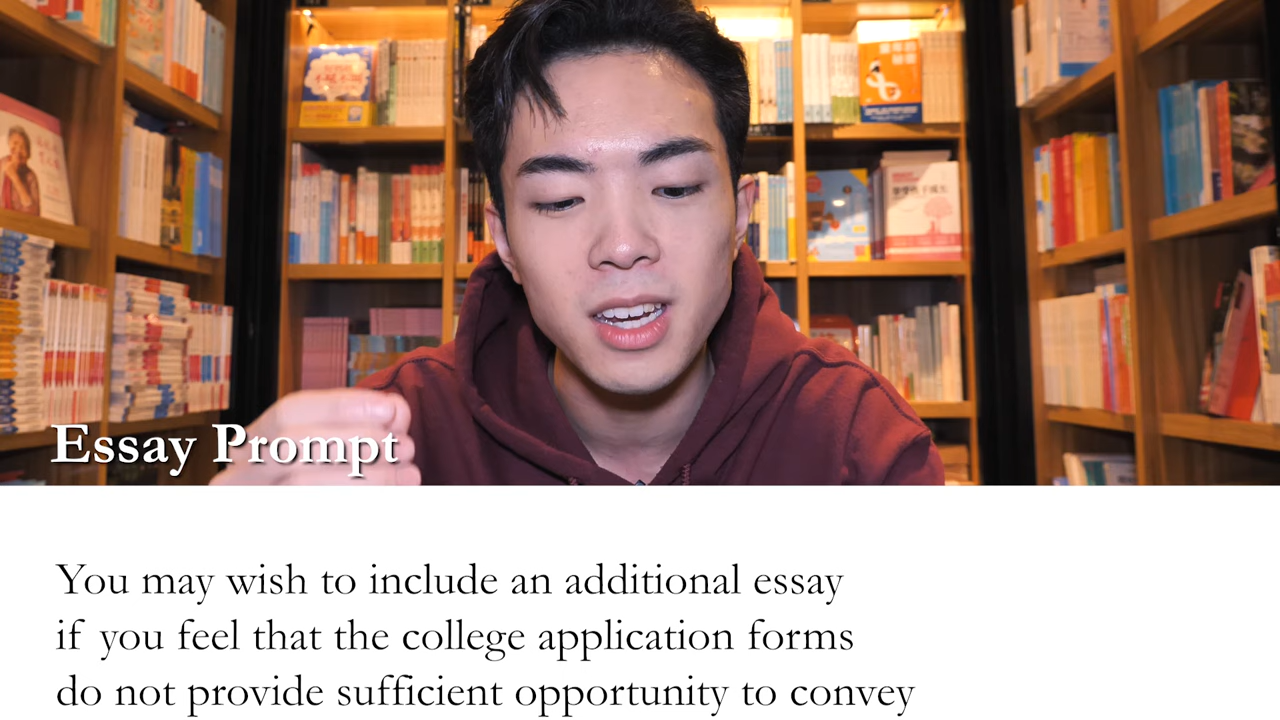 Essay Prompt
You may wish to include an additional essay
if you feel that the college application forms
do not provide sufficient opportunity to convey